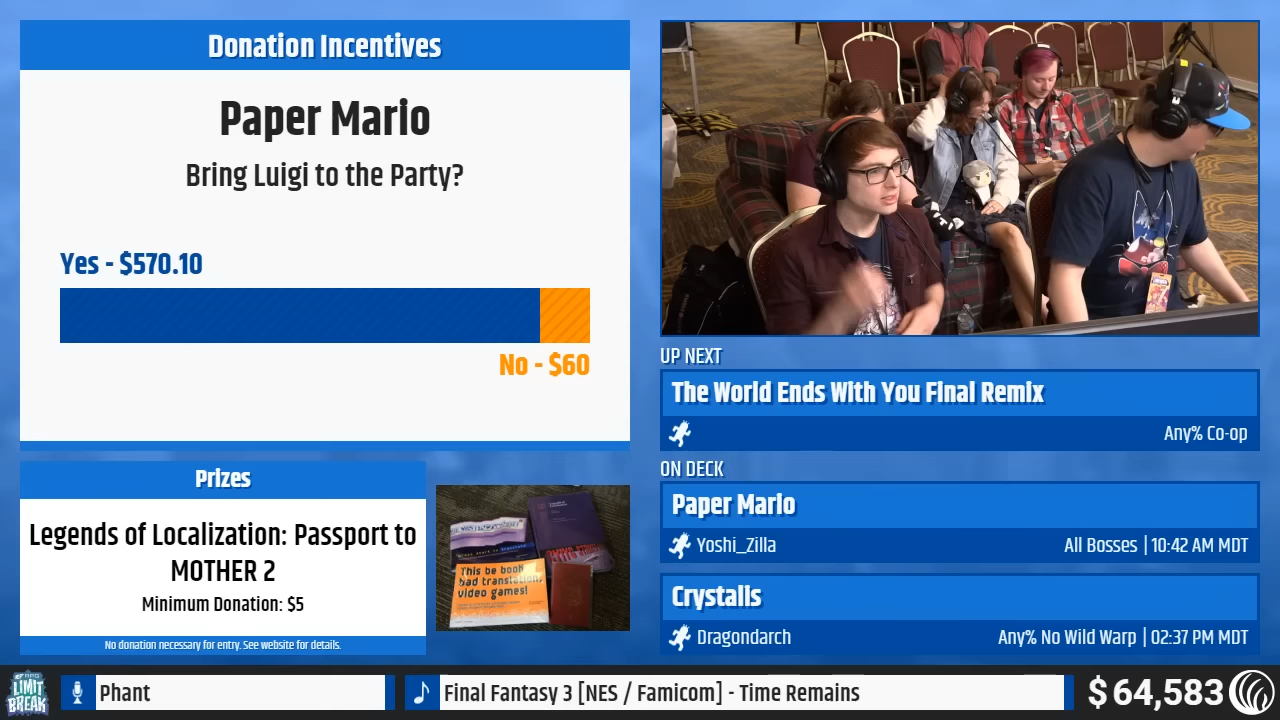 Donation Incentives
Paper Mario
Bring Luigi to the Party?
Yes - $570.10
No - $60
Prizes
Legends of Localization: Passport to
MOTHER 2
Minimum Donation: $5
No donation necessary for entry. See website for details.
This be book
bad translation,
video games!
UP NEXT
The World Ends With You Final Remix
Any% Co-op
ON DECK
Paper Mario
Yoshi_Zilla
All Bosses | 10:42 AM MDT
Crystalis
Dragondarch
Any% No Wild Warp | 02:37 PM MDT
RPG
LIMIT
BREAK
Phant
Final Fantasy 3 [NES / Famicom] - Time Remains
$ 64,583